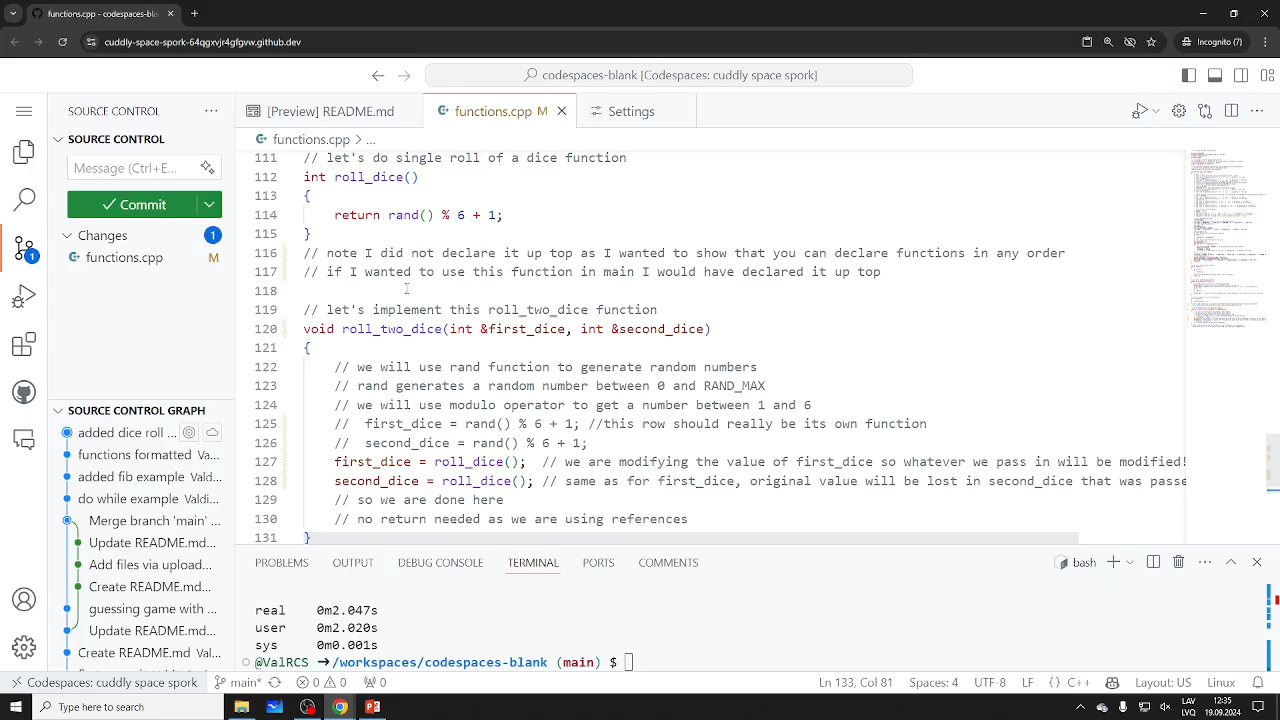 functions.cpp - codespaces-bla
cuddly-space-spork-64qgxvjr4gfgvw.github.dev
Incognito (7)
codespaces-blank [Codespaces: cuddly space spork]
SOURCE CONTROL
[Preview] README.md
functions.cpp M
Settings
SOURCE CONTROL
functions.cpp > ...
Message (Ctrl+E...
Commit
Changes
1
functions.cpp
M
1
111 // let's do single roll of a dice function
112 int roll_dice()
113
114 return rand() % 6 + 1;
115 }
116 // note I did not declare it up top as I wanted to show that you can declare functions in any order
117 // if I wanted to use this function in main I would have declare it up top
118
119 // let's implement this roll_two_dice function
120 void roll_two_dice(int &first_dice, int &second_dice)
121 {
122 // we will use rand function to generate random numbers
123 // rand generates a random number between 0 and RAND_MAX
124 // we will use modulo operator to get a number between 1 and 6
125 // first_dice = rand() % 6 + 1; //this row should really be its own function
126 // second_dice = rand() % 6 + 1;
127 first_dice = roll_dice(); // we are modifying the value of first_dice so whatever we pass in will be modified!
128 second_dice = roll_dice(); // same as for first_dice, original value will be lost in second_dice that was passe
129 // so we are done here
130 // no return needed as we are using references
131 }
SOURCE CONTROL GRAPH
added dice roll ...
functions formatted Va...
added fib example Val...
do while example Valdi...
Merge branch 'main' ...
Update README.md...
Add files via upload...
Create README.md...
guessing game with ...
Update README.md...
Create README.md Val...
PROBLEMS OUTPUT DEBUG CONSOLE TERMINAL PORTS COMMENTS
bash
real 0m2.047s
user 0m2.020s
sys 0m0.001s
@ValRCS ➜ /workspaces/codespaces-blank (main) $
Codespaces: cuddly space spork
main*
0
0
0
Ln 133, Col 81
Spaces: 4
UTF-8
LF
{} C++
Layout: US
Linux
Type here to search
LAV
12:35
19.09.2024